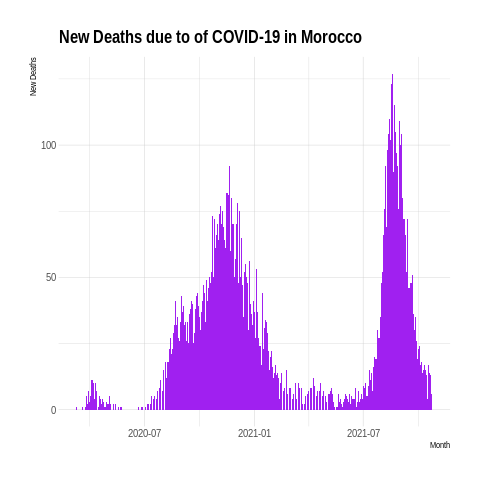 New Deaths due to of COVID-19 in Morocco
New Deaths
100
50
0
2020-07 2021-01 2021-07
Month